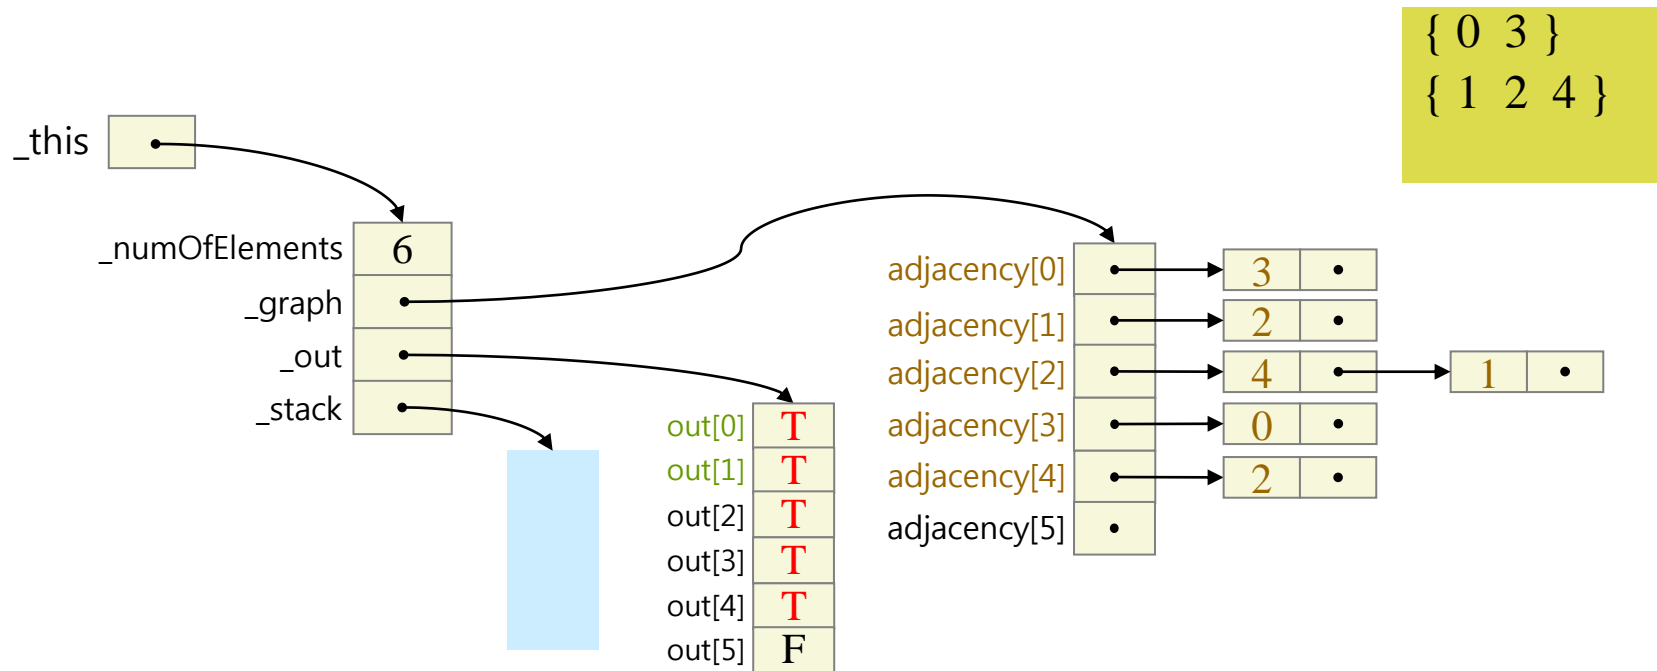 { 0 3 }
{ 1 2 4 }
_this
_numOfElements 6
_graph
_out
_stack
adjacency[0] 3
adjacency[1] 2
adjacency[2] 4 1
adjacency[3] 0
adjacency[4] 2
adjacency[5]
out[0] T
out[1] T
out[2] T
out[3] T
out[4] T
out[5] F